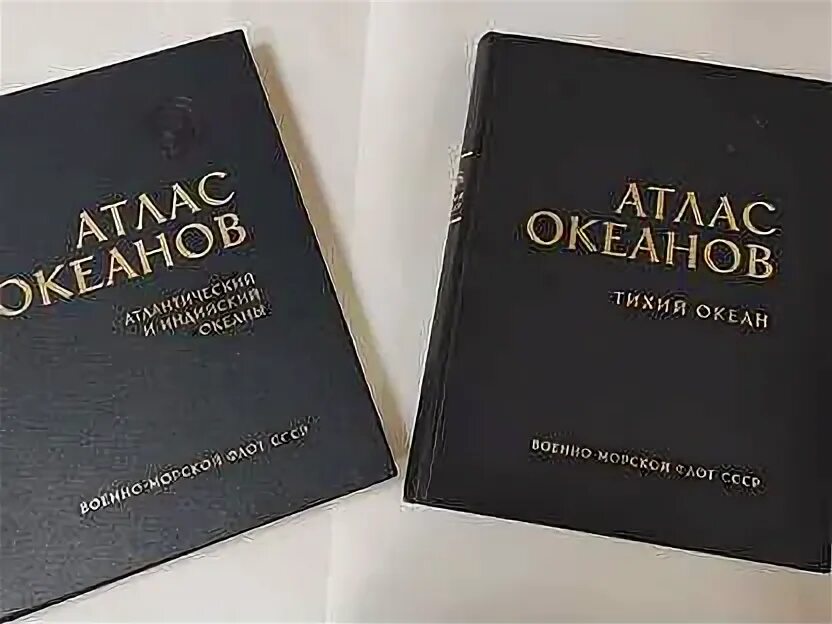 АТЛАС
ОКЕАНОВ
АТЛАНТИЧЕСКИЙ
И ИНДИЙСКИЙ
ОКЕАНЫ
ВОЕННО-МОРСКОЙ ФЛОТ СССР
АТЛАС
ОКЕАНОВ
ТИХИЙ ОКЕАН
ВОЕННО-МОРСКОЙ ФЛОТ СССР